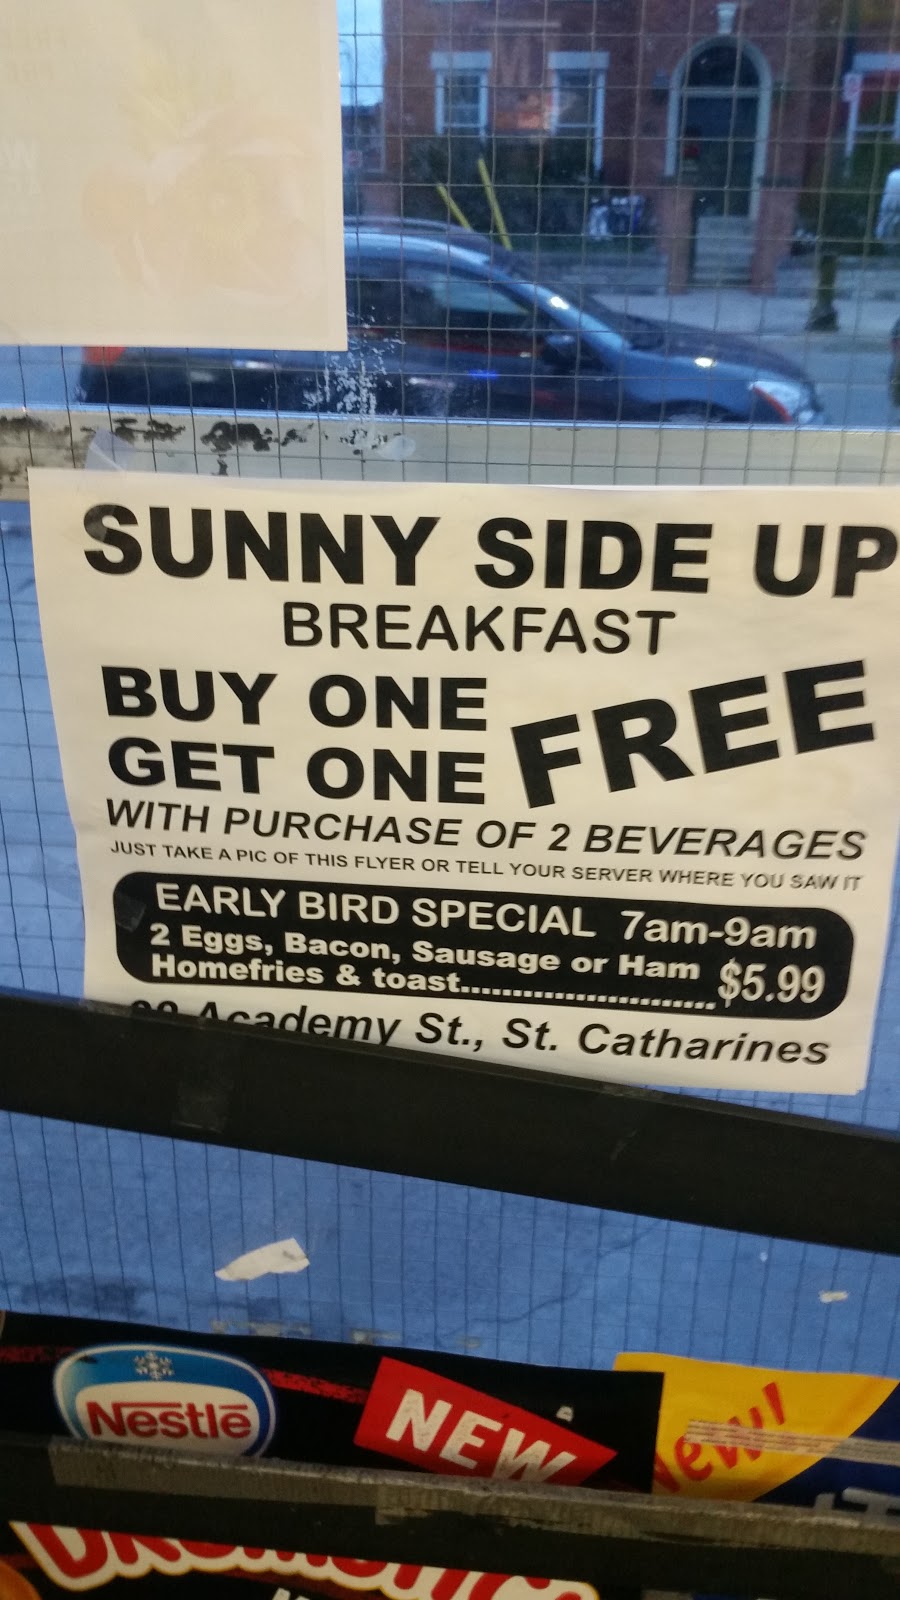 SUNNY SIDE UP
BREAKFAST
BUY ONE
GET ONE FREE
WITH PURCHASE OF 2 BEVERAGES
JUST TAKE A PIC OF THIS FLYER OR TELL YOUR SERVER WHERE YOU SAW IT
EARLY BIRD SPECIAL 7am-9am
2 Eggs, Bacon, Sausage or Ham
Homefries & toast........................... $5.99
Academy St., St. Catharines
Nestlē
NEW